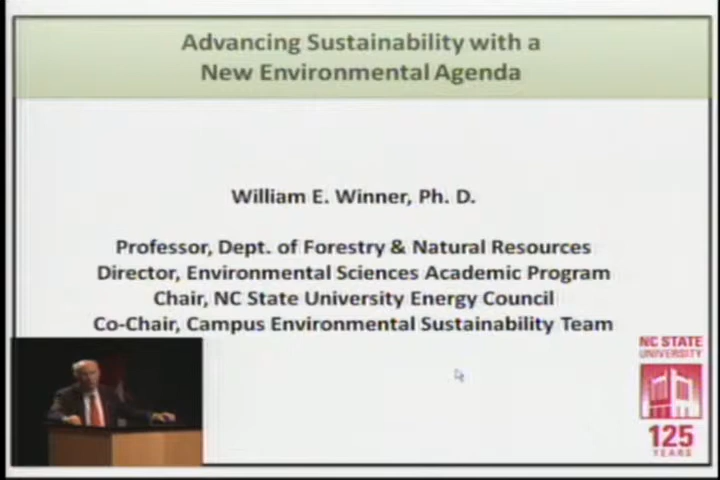 Advancing Sustainability with a
New Environmental Agenda
William E. Winner, Ph. D.
Professor, Dept. of Forestry & Natural Resources
Director, Environmental Sciences Academic Program
Chair, NC State University Energy Council
Co-Chair, Campus Environmental Sustainability Team
NC STATE
UNIVERSITY
125
YEARS